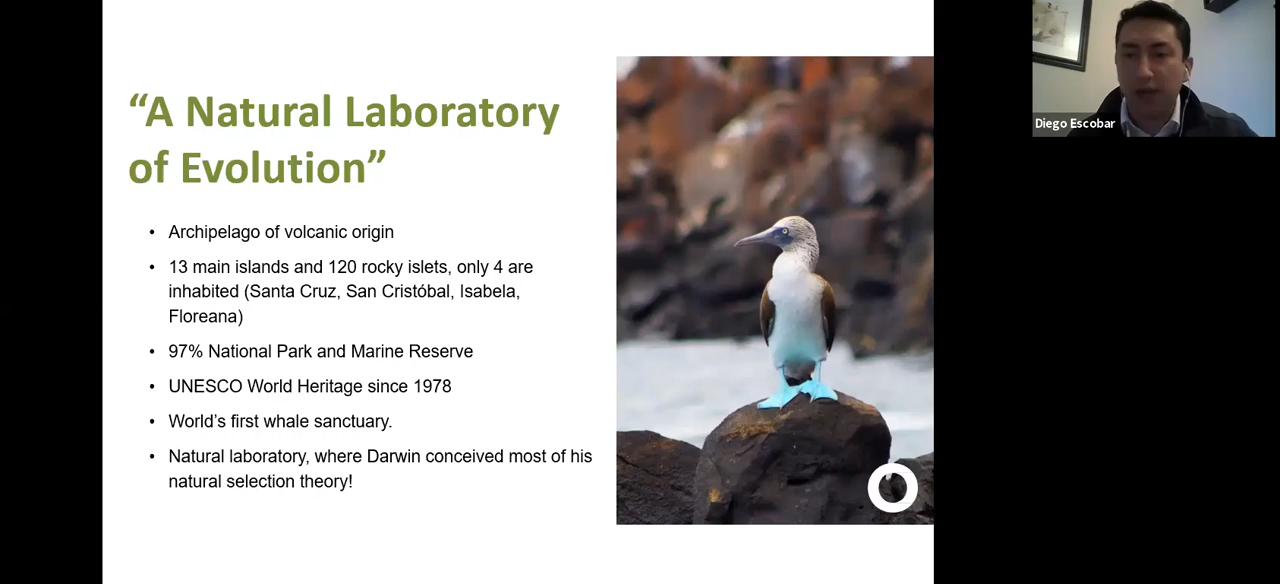 “A Natural Laboratory
of Evolution”
• Archipelago of volcanic origin
• 13 main islands and 120 rocky islets, only 4 are
inhabited (Santa Cruz, San Cristóbal, Isabela,
Floreana)
• 97% National Park and Marine Reserve
• UNESCO World Heritage since 1978
• World’s first whale sanctuary.
• Natural laboratory, where Darwin conceived most of his
natural selection theory!
Diego Escobar